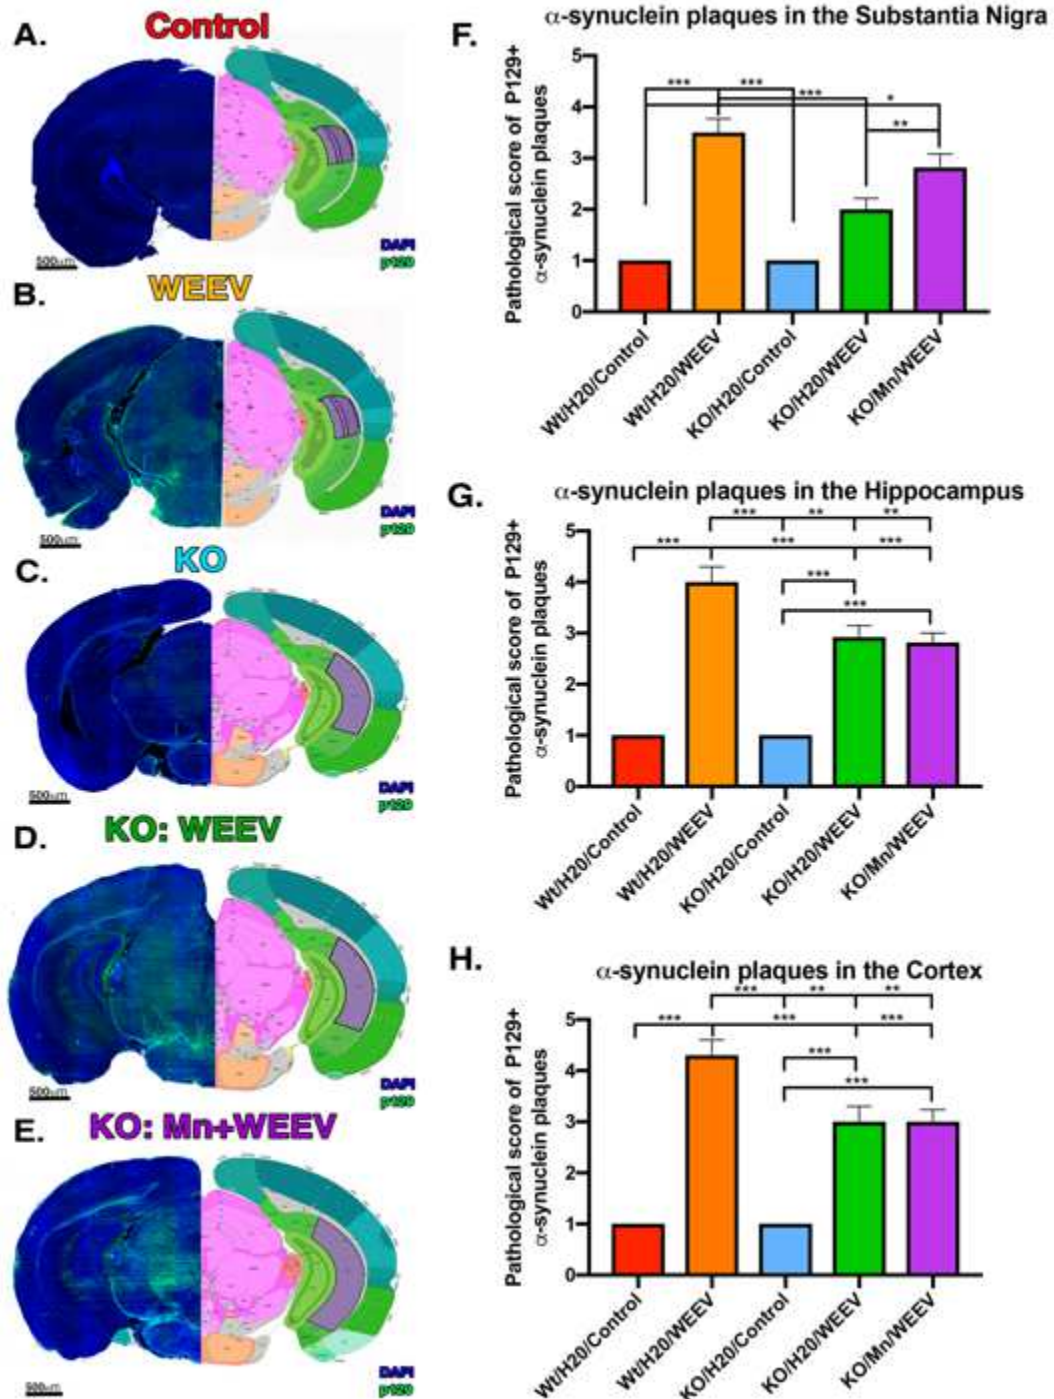 A.
Control
500um
DAPI
p129
B.
WEEV
500um
DAPI
p129
C.
KO
500um
DAPI
p129
D.
KO: WEEV
500um
DAPI
p129
E.
KO: Mn+WEEV
500um
DAPI
p129
F.
α-synuclein plaques in the Substantia Nigra
Pathological score of P129+
α-synuclein plaques
5
4
3
2
1
0
*** ***
***
*
**
Wt/H20/Control
Wt/H20/WEEV
KO/H20/Control
KO/H20/WEEV
KO/Mn/WEEV
G.
α-synuclein plaques in the Hippocampus
Pathological score of P129+
α-synuclein plaques
5
4
3
2
1
0
*** ** **
*** *** ***
***
***
Wt/H20/Control
Wt/H20/WEEV
KO/H20/Control
KO/H20/WEEV
KO/Mn/WEEV
H.
α-synuclein plaques in the Cortex
Pathological score of P129+
α-synuclein plaques
5
4
3
2
1
0
*** ** **
*** *** ***
***
***
Wt/H20/Control
Wt/H20/WEEV
KO/H20/Control
KO/H20/WEEV
KO/Mn/WEEV